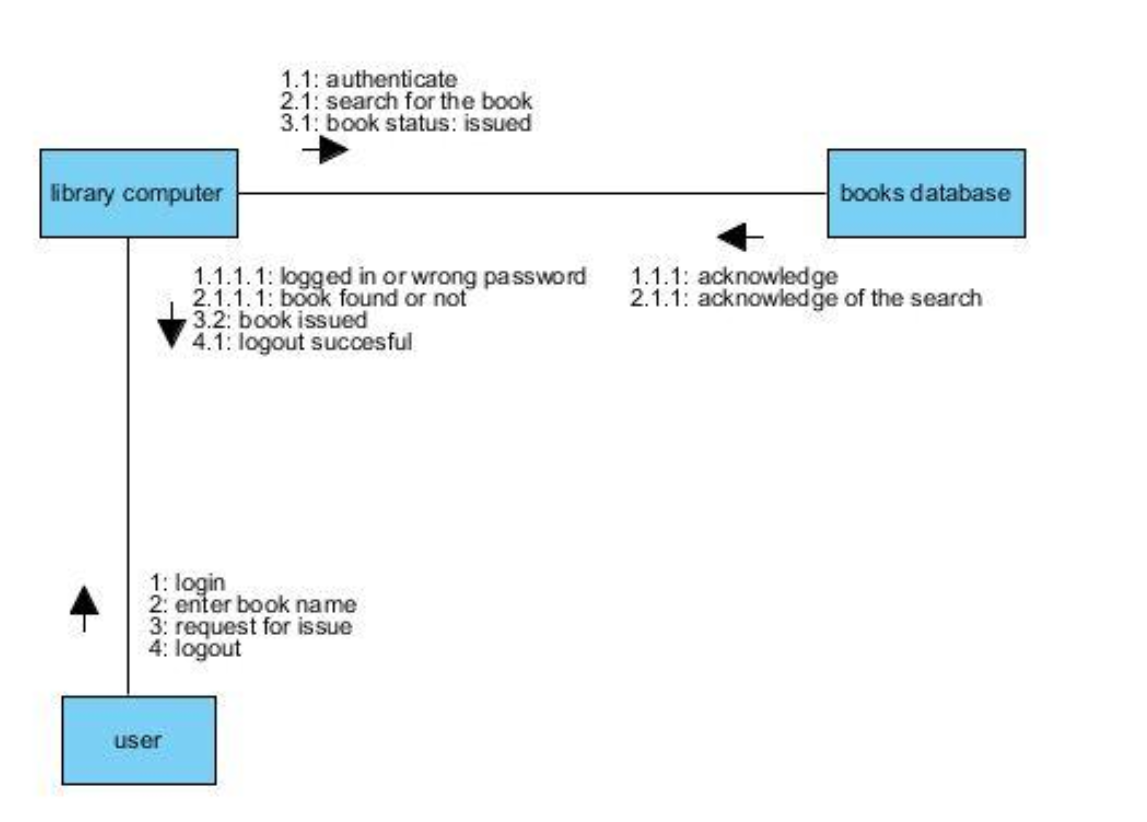 1.1: authenticate
2.1: search for the book
3.1: book status: issued
library computer
books database
1.1.1.1: logged in or wrong password
2.1.1.1: book found or not
3.2: book issued
4.1: logout succesful
1.1.1: acknowledge
2.1.1: acknowledge of the search
1: login
2: enter book name
3: request for issue
4: logout
user